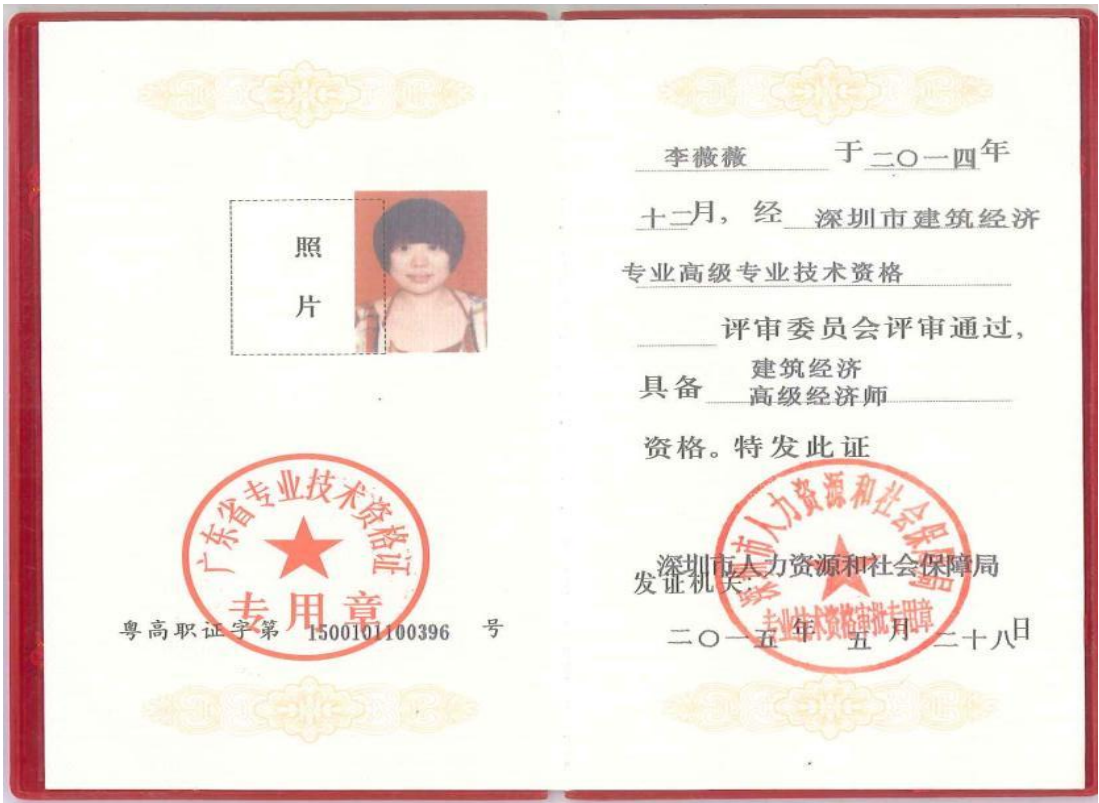 照
片
广东省专业技术资格证
专用章
粤高职证字第 1500101100396 号
李薇薇 于 二〇一四年
十二月，经 深圳市建筑经济
专业高级专业技术资格
评审委员会评审通过，
具备 建筑经济
高级经济师
资格。特发此证
深圳市人力资源和社会保障局
发证机关：
深圳市人力资源和社会保障局
专业技术资格审批专用章
二〇一五年 五月 二十八日